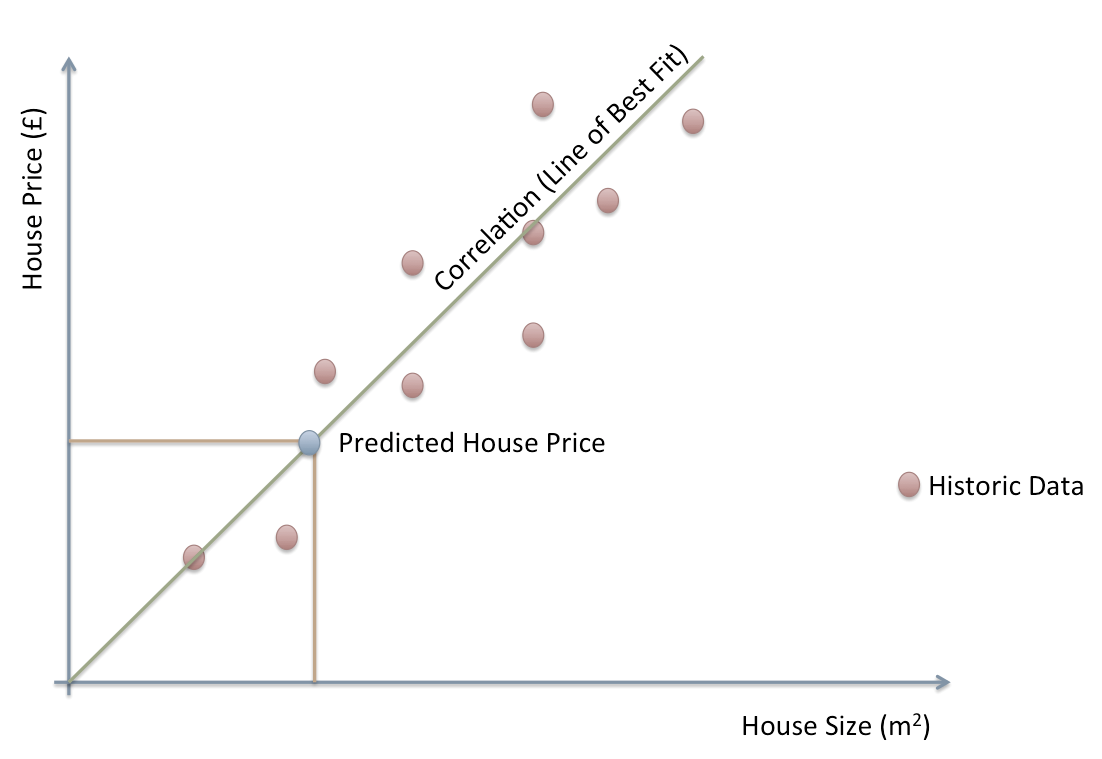 House Price (£)
Correlation (Line of Best Fit)
Predicted House Price
Historic Data
House Size (m²)